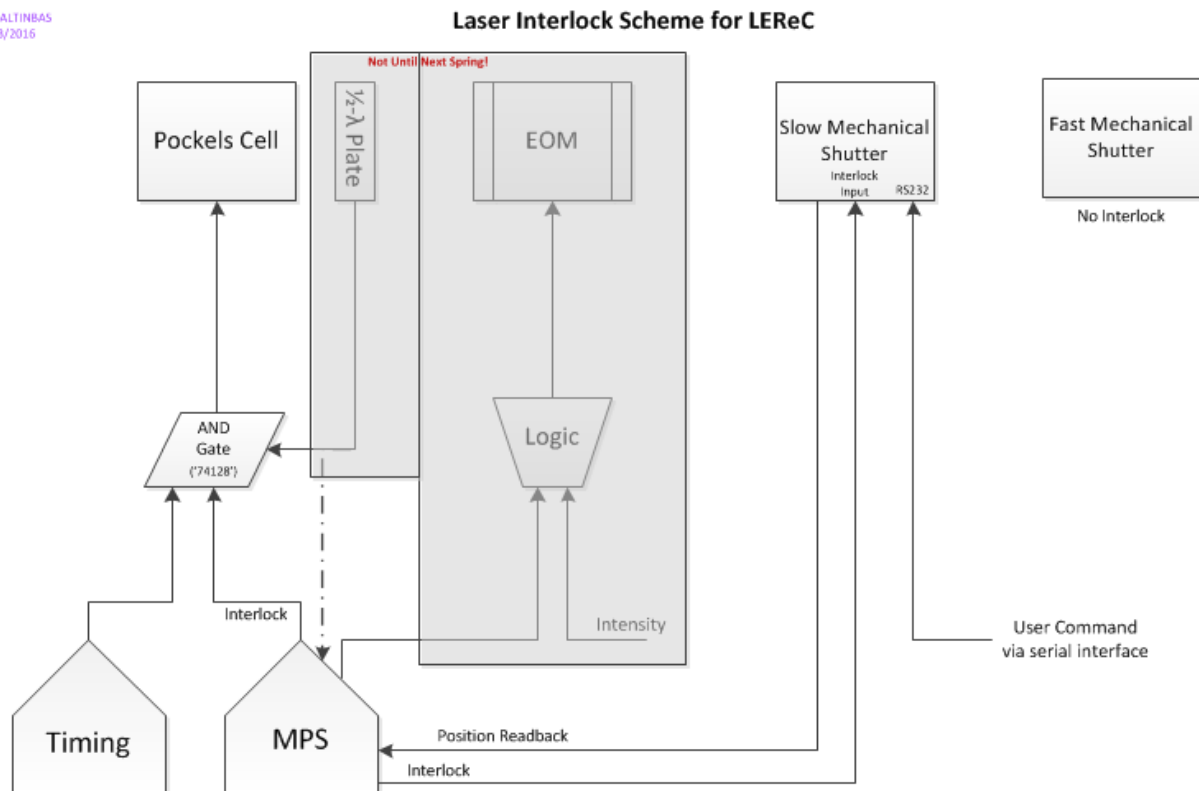 ALTINBAS
/2016
Laser Interlock Scheme for LEReC
Not Until Next Spring!
Pockels Cell
½-λ Plate
EOM
Slow Mechanical
Shutter
Interlock
Input
RS232
Fast Mechanical
Shutter
No Interlock
AND
Gate
('74128')
Logic
Interlock
Intensity
User Command
via serial interface
Timing
MPS
Position Readback
Interlock